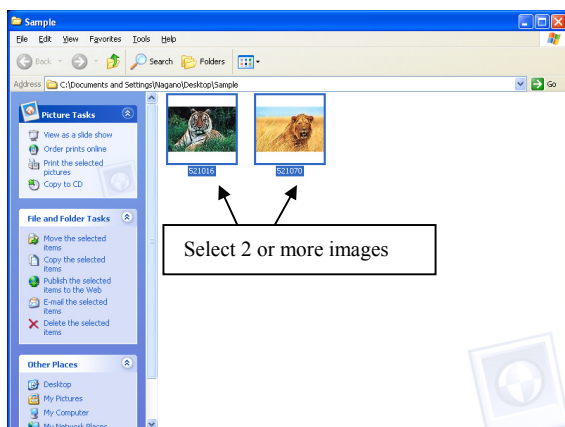 Sample
File Edit View Favorites Tools Help
Back Search Folders
Address C:\Documents and Settings\Nagano\Desktop\Sample Go
Picture Tasks
View as a slide show
Order prints online
Print the selected
pictures
Copy to CD
File and Folder Tasks
Move the selected
items
Copy the selected
items
Publish the selected
items to the Web
E-mail the selected
items
Delete the selected
items
Other Places
Desktop
My Pictures
My Computer
My Network Places
521016 521070
Select 2 or more images